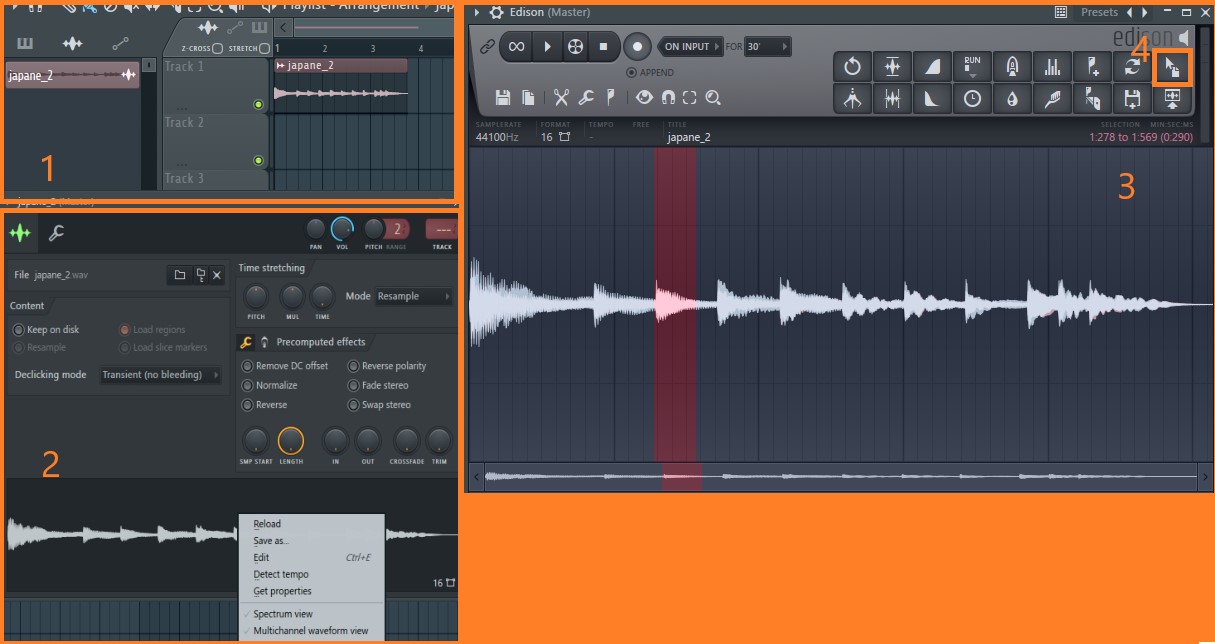 Playlist - Arrangement
jap
Z-CROSS STRETCH
1 2 3 4
japane_2
Track 1
japane_2
Track 2
Track 3
1
japane_2 (Master)
2
PAN VOL PITCH RANGE TRACK
File japane_2.wav
Content
Keep on disk
Load regions
Resample
Load slice markers
Declicking mode Transient (no bleeding)
Time stretching
PITCH MUL TIME
Mode Resample
Precomputed effects
Remove DC offset
Reverse polarity
Normalize
Fade stereo
Reverse
Swap stereo
SMP START LENGTH IN OUT CROSSFADE TRIM
2
Reload
Save as...
Edit Ctrl+E
Detect tempo
Get properties
Spectrum view
Multichannel waveform view
16
Edison (Master)
Presets
edison
ON INPUT FOR 30'
APPEND
RUN
4
SAMPLERATE FORMAT TEMPO FREE TITLE SELECTION MIN:SEC:MS
44100Hz 16 - japane_2 1:278 to 1:569 (0:290)
3